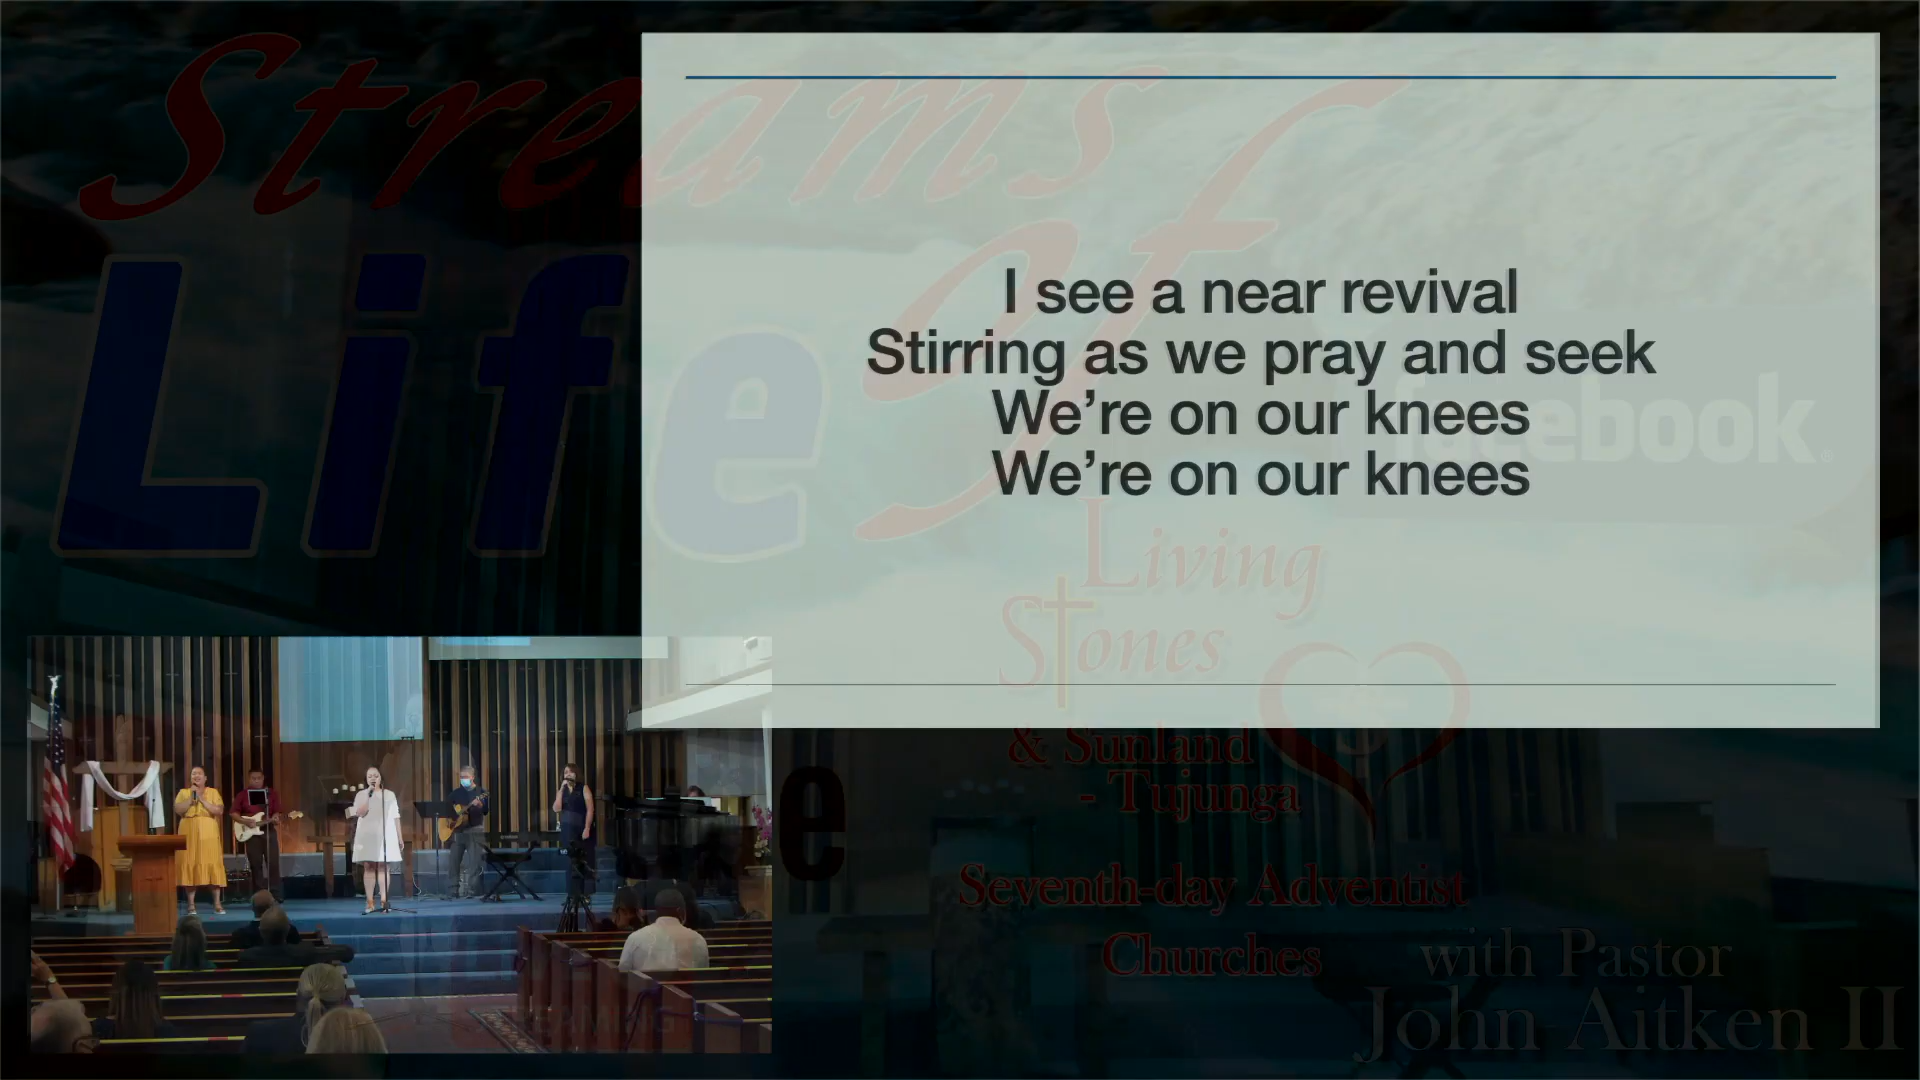 Streams
of
Life
I see a near revival
Stirring as we pray and seek
We’re on our knees
We’re on our knees
facebook
Living
Stones
& Sunland
- Tujunga
Seventh-day Adventist
Churches
with Pastor
John Aitken II